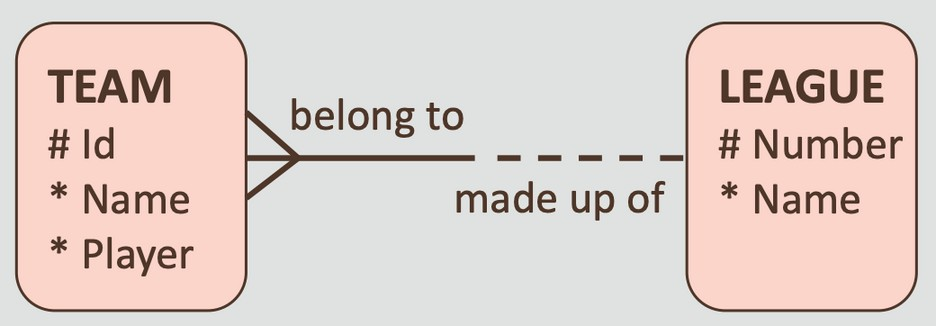 TEAM
# Id
* Name
* Player
belong to
made up of
LEAGUE
# Number
* Name